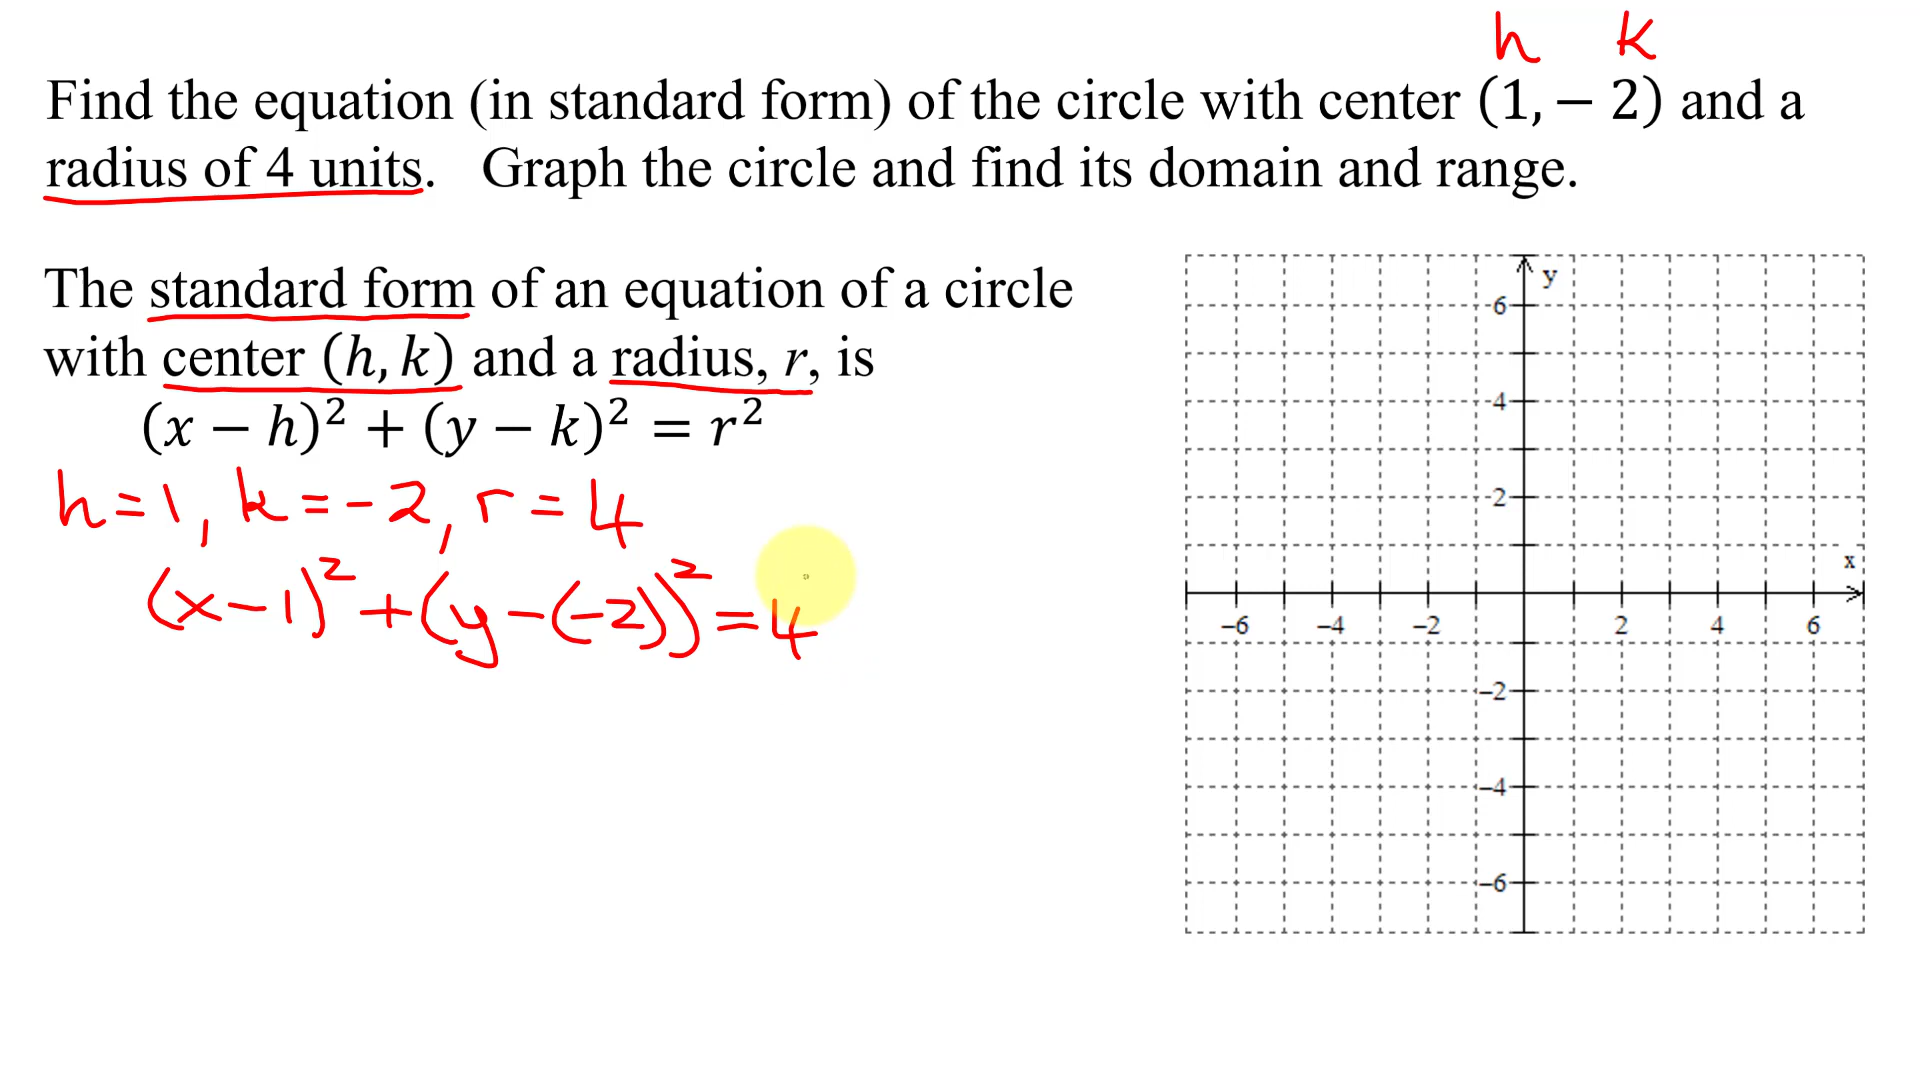 h k
Find the equation (in standard form) of the circle with center (1, − 2) and a
radius of 4 units. Graph the circle and find its domain and range.
The standard form of an equation of a circle
with center (h, k) and a radius, r, is
(x − h)² + (y − k)² = r²
h = 1, k = -2, r = 4
(x - 1)² + (y - (-2))² = 4
y
6
4
2
x
−6 −4 −2 2 4 6
−2
−4
−6